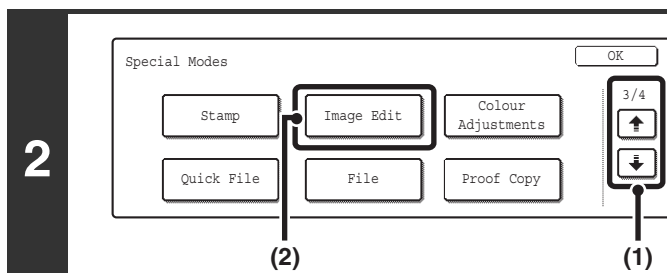 2
Special Modes
OK
3/4
Stamp
Image Edit
Colour
Adjustments
Quick File
File
Proof Copy
(2)
(1)